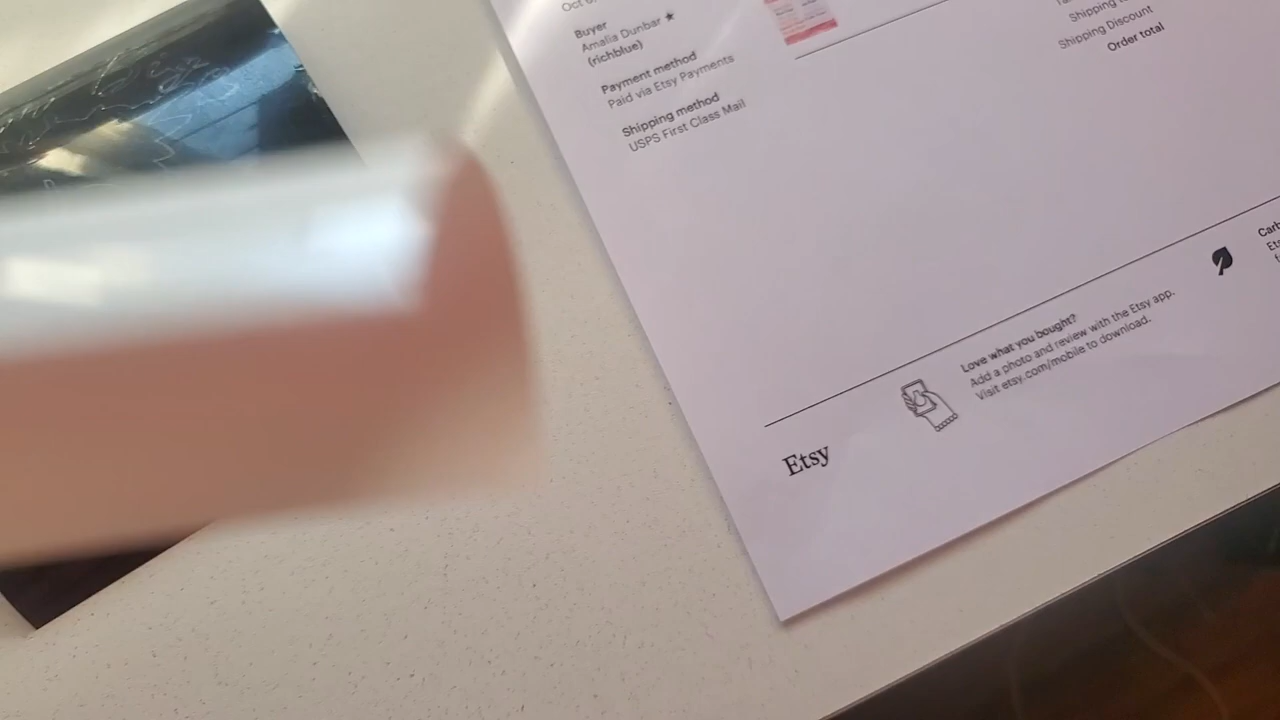 Buyer
Amalia Dunbar ★
(richblue)
Payment method
Paid via Etsy Payments
Shipping method
USPS First Class Mail
Shipping
Shipping Discount
Order total
Love what you bought?
Add a photo and review with the Etsy app.
Visit etsy.com/mobile to download.
Etsy